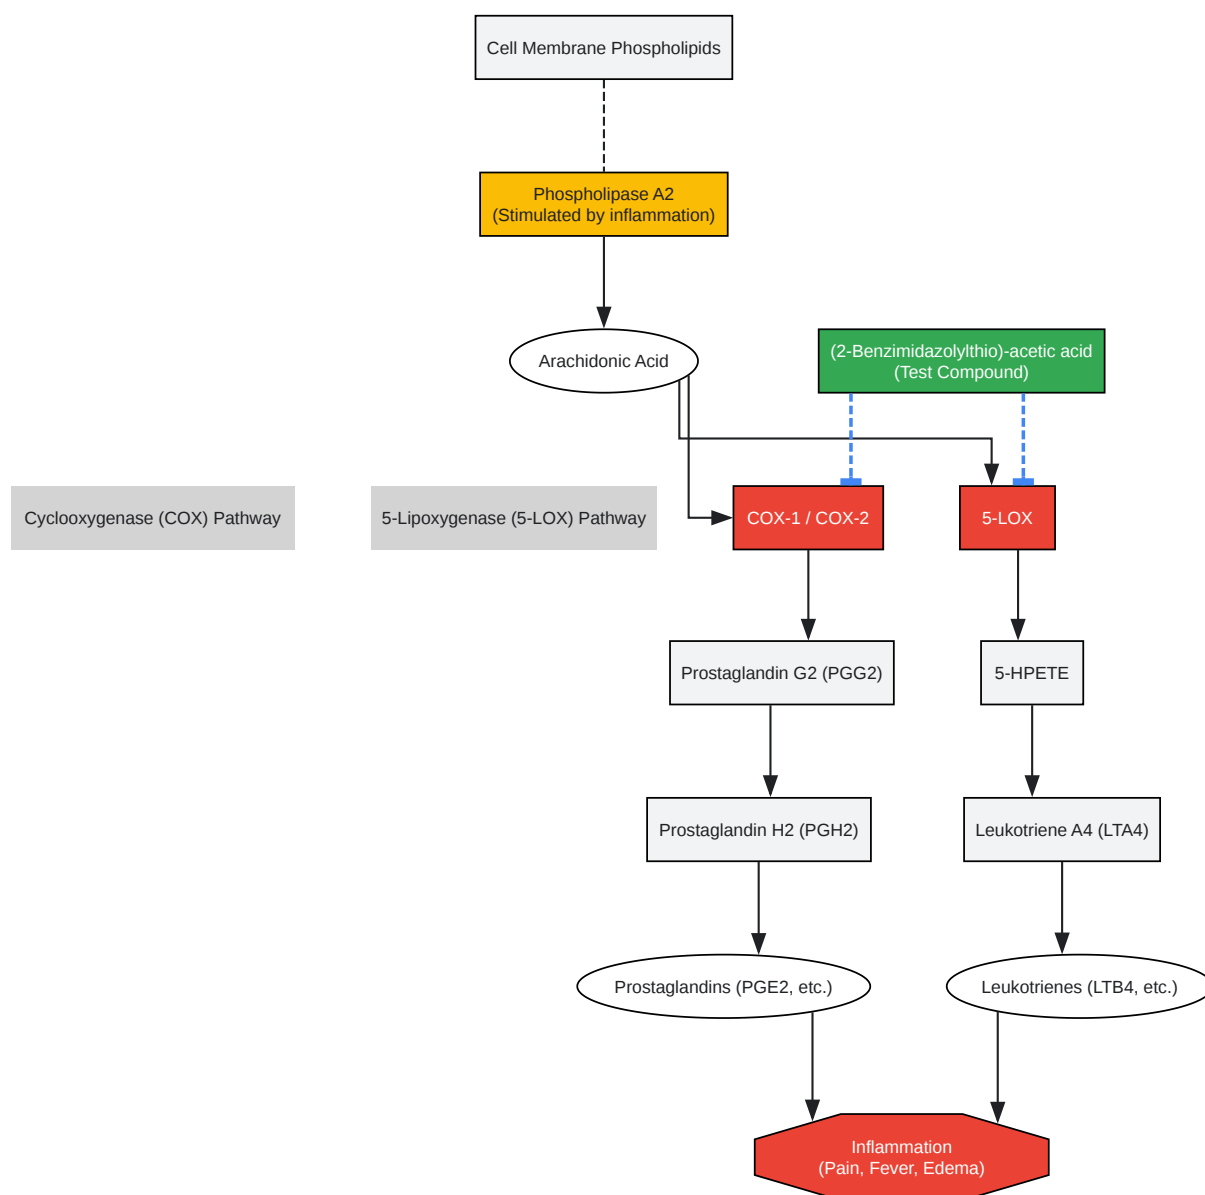 Cell Membrane Phospholipids
Phospholipase A2
(Stimulated by inflammation)
Arachidonic Acid
(2-Benzimidazolylthio)-acetic acid
(Test Compound)
Cyclooxygenase (COX) Pathway
5-Lipoxygenase (5-LOX) Pathway
COX-1 / COX-2
5-LOX
Prostaglandin G2 (PGG2)
5-HPETE
Prostaglandin H2 (PGH2)
Leukotriene A4 (LTA4)
Prostaglandins (PGE2, etc.)
Leukotrienes (LTB4, etc.)
Inflammation
(Pain, Fever, Edema)